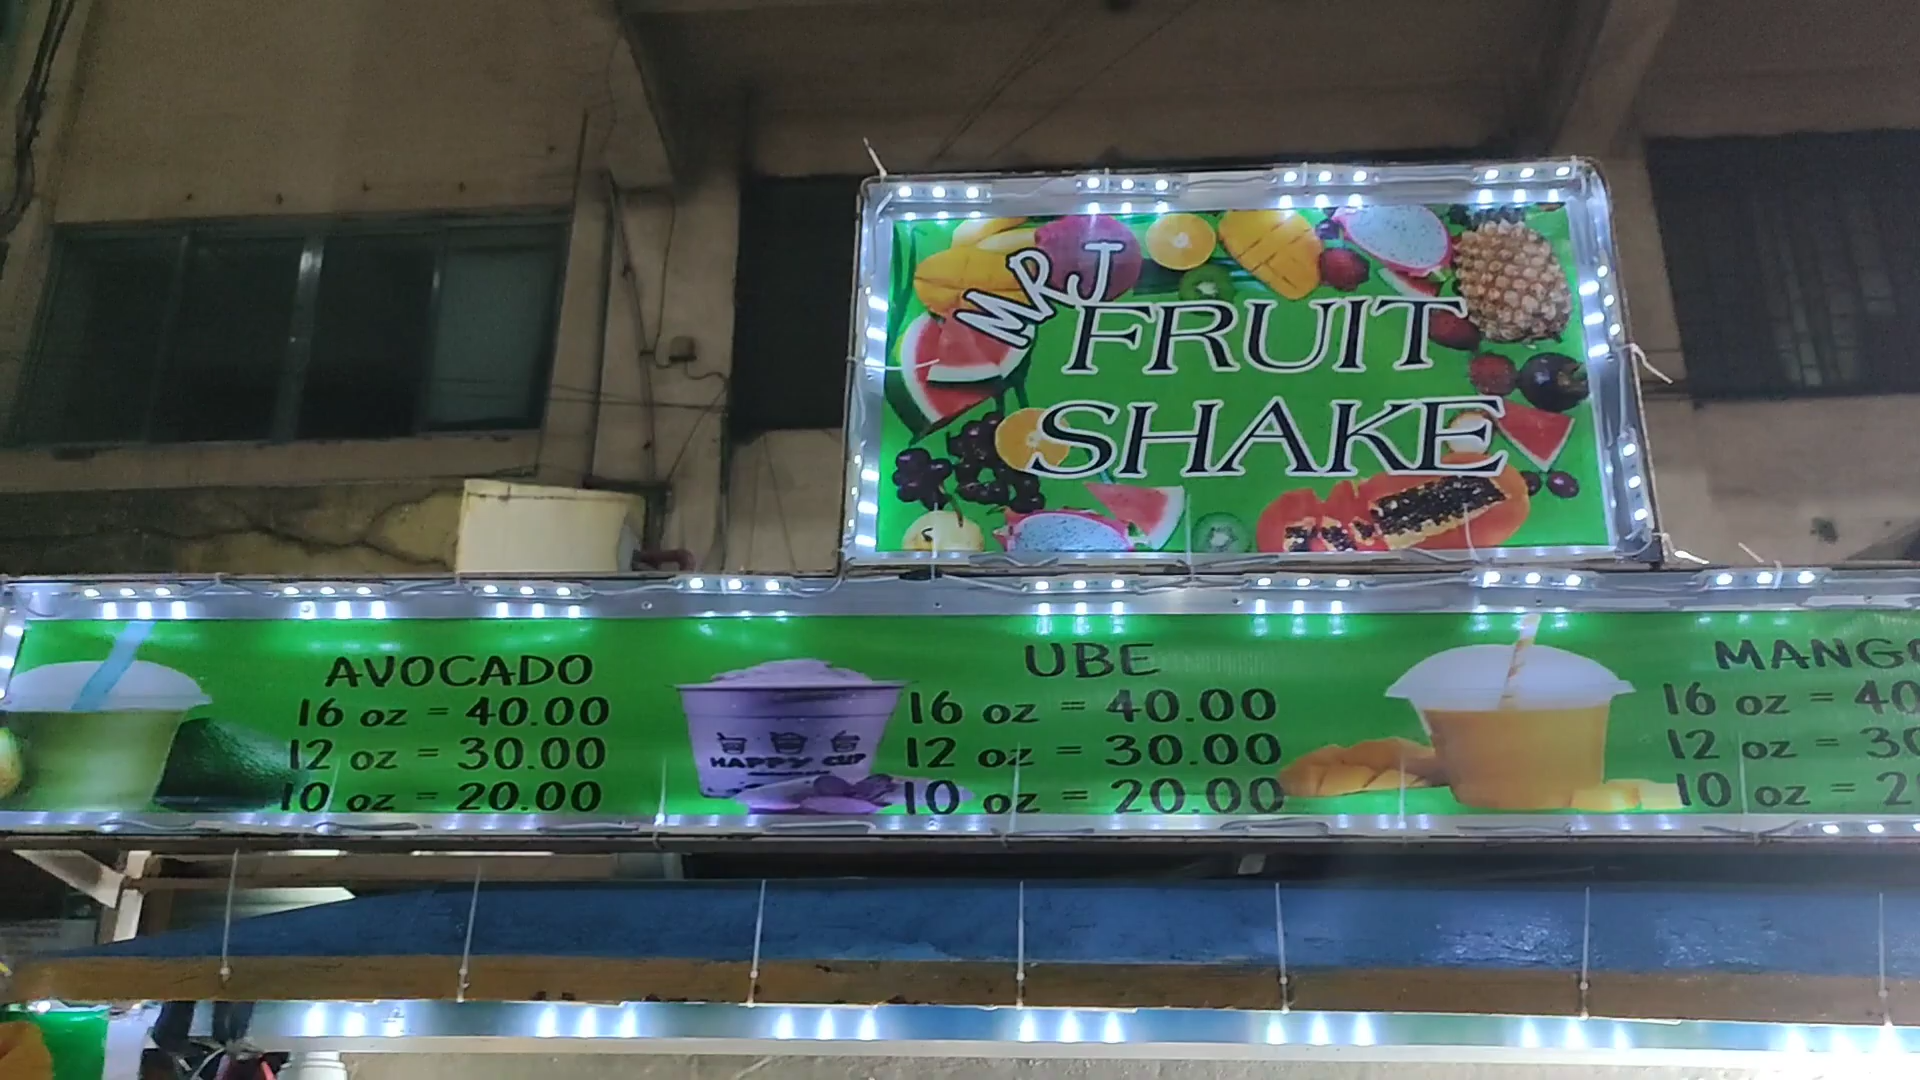 MRJ
FRUIT
SHAKE
AVOCADO
16 oz = 40.00
12 oz = 30.00
10 oz = 20.00
HAPPY CUP
UBE
16 oz = 40.00
12 oz = 30.00
10 oz = 20.00
MANG
16 oz = 40
12 oz = 30
10 oz = 2